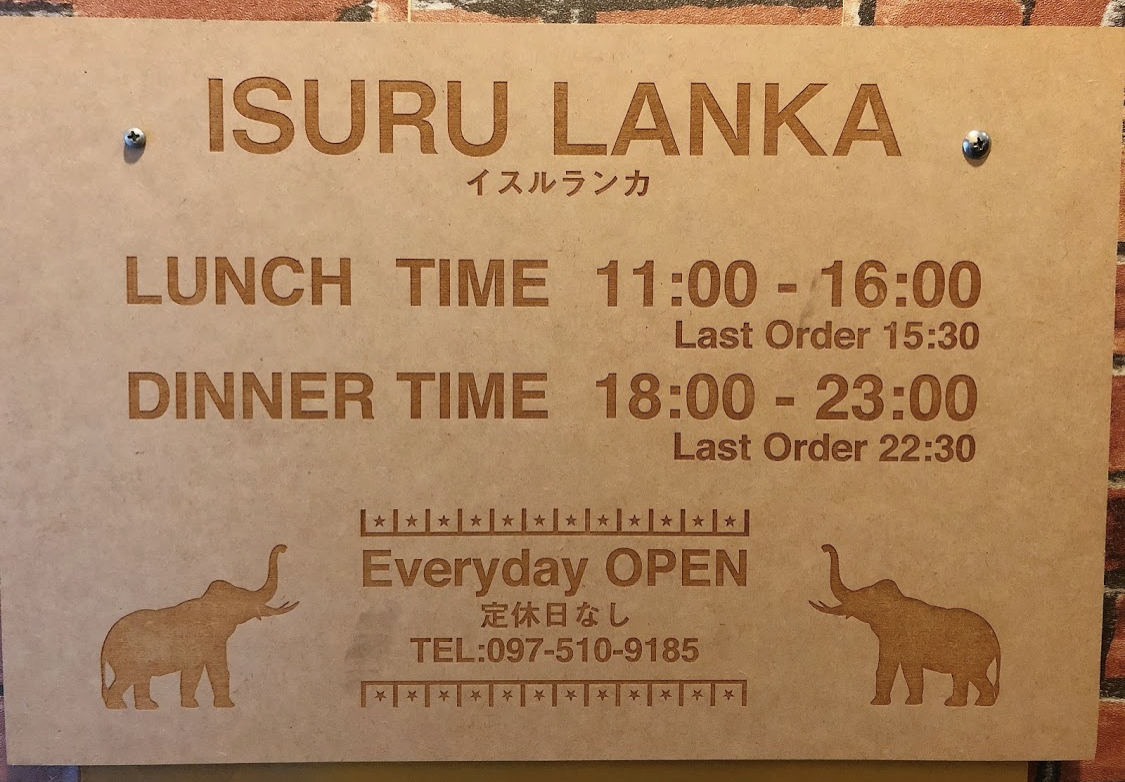 ISURU LANKA
イスルランカ
LUNCH TIME 11:00 - 16:00
Last Order 15:30
DINNER TIME 18:00 - 23:00
Last Order 22:30
Everyday OPEN
定休日なし
TEL:097-510-9185